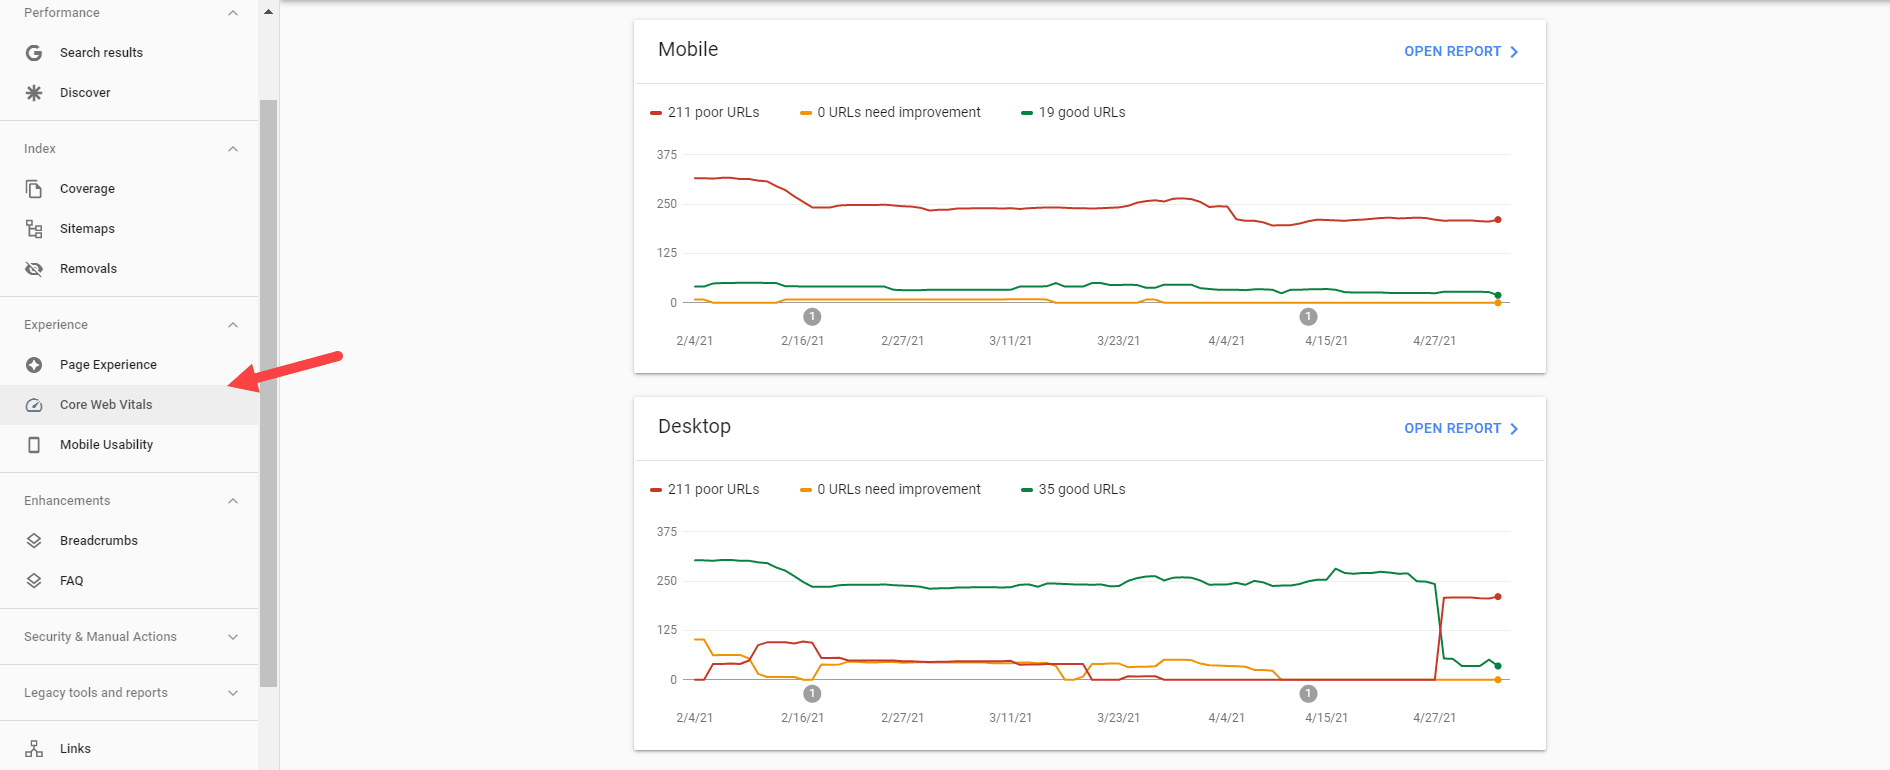 Performance
Search results
Discover
Index
Coverage
Sitemaps
Removals
Experience
Page Experience
Core Web Vitals
Mobile Usability
Enhancements
Breadcrumbs
FAQ
Security & Manual Actions
Legacy tools and reports
Links
Mobile
OPEN REPORT
211 poor URLs 0 URLs need improvement 19 good URLs
375
250
125
0
1 1
2/4/21 2/16/21 2/27/21 3/11/21 3/23/21 4/4/21 4/15/21 4/27/21
Desktop
OPEN REPORT
211 poor URLs 0 URLs need improvement 35 good URLs
375
250
125
0
1 1
2/4/21 2/16/21 2/27/21 3/11/21 3/23/21 4/4/21 4/15/21 4/27/21